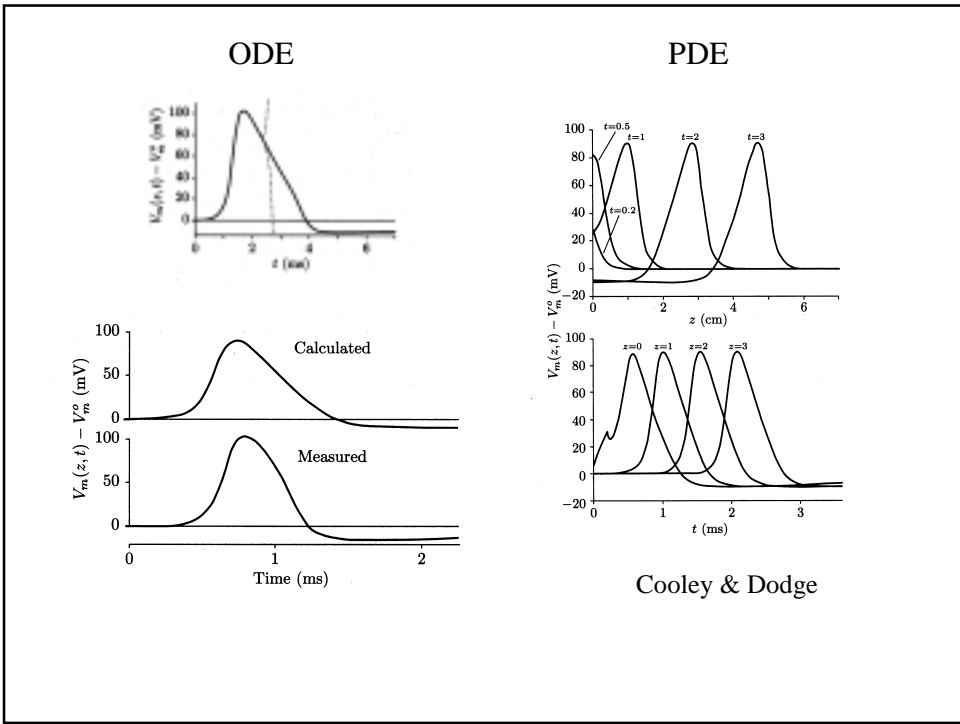 ODE
V_m(z, t) − V_m^o (mV)
100
80
60
40
20
0
0
2
4
6
t (ms)
100
50
0
Calculated
V_m(z, t) − V_m^o (mV)
100
50
0
Measured
0
1
2
Time (ms)
PDE
V_m(z, t) − V_m^o (mV)
100
80
60
40
20
0
−20
t=0.5
t=1
t=2
t=3
t=0.2
0
2
4
6
z (cm)
100
80
60
40
20
0
−20
z=0
z=1
z=2
z=3
0
1
2
3
t (ms)
Cooley & Dodge